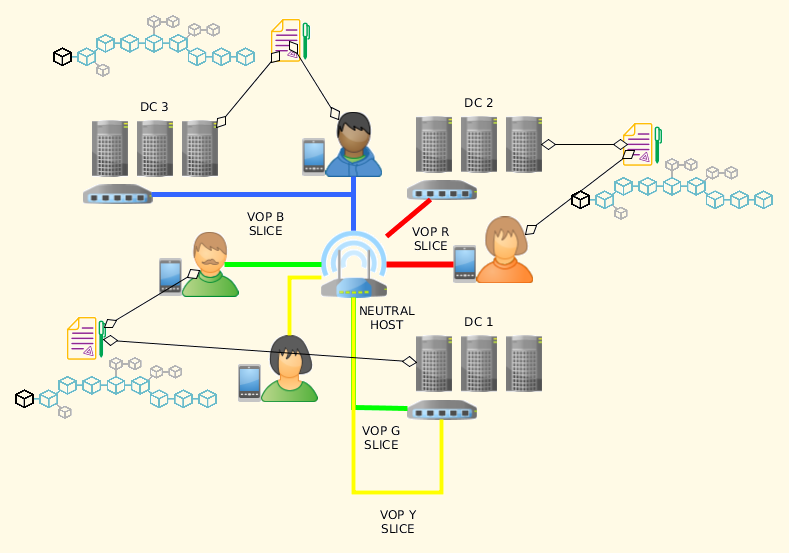 DC 3
DC 2
VOP B
SLICE
VOP R
SLICE
NEUTRAL
HOST
DC 1
VOP G
SLICE
VOP Y
SLICE